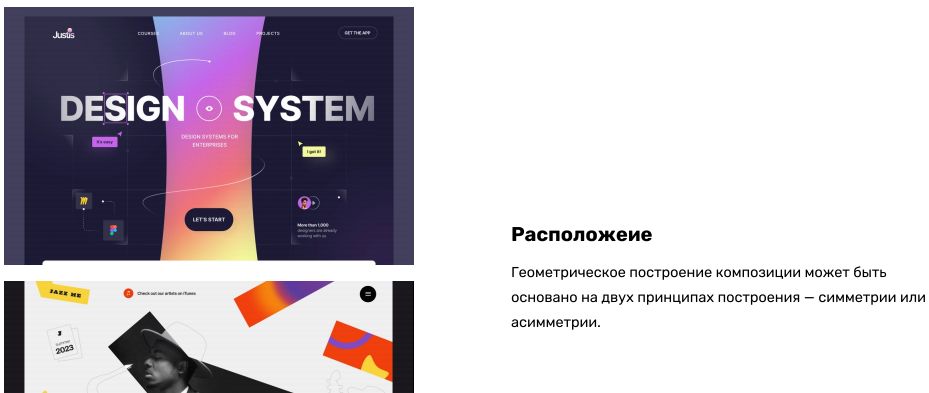 Justis
COURSES ABOUT US BLOG PROJECTS GET THE APP
DESIGN SYSTEM
It's easy
DESIGN SYSTEMS FOR
ENTERPRISES
I got it!
LET'S START
More than 1,000
designers are already
working with us
JAZZ ME
Check out our artists on iTunes
summer
2023
Расположеие
Геометрическое построение композиции может быть
основано на двух принципах построения — симметрии или
асимметрии.